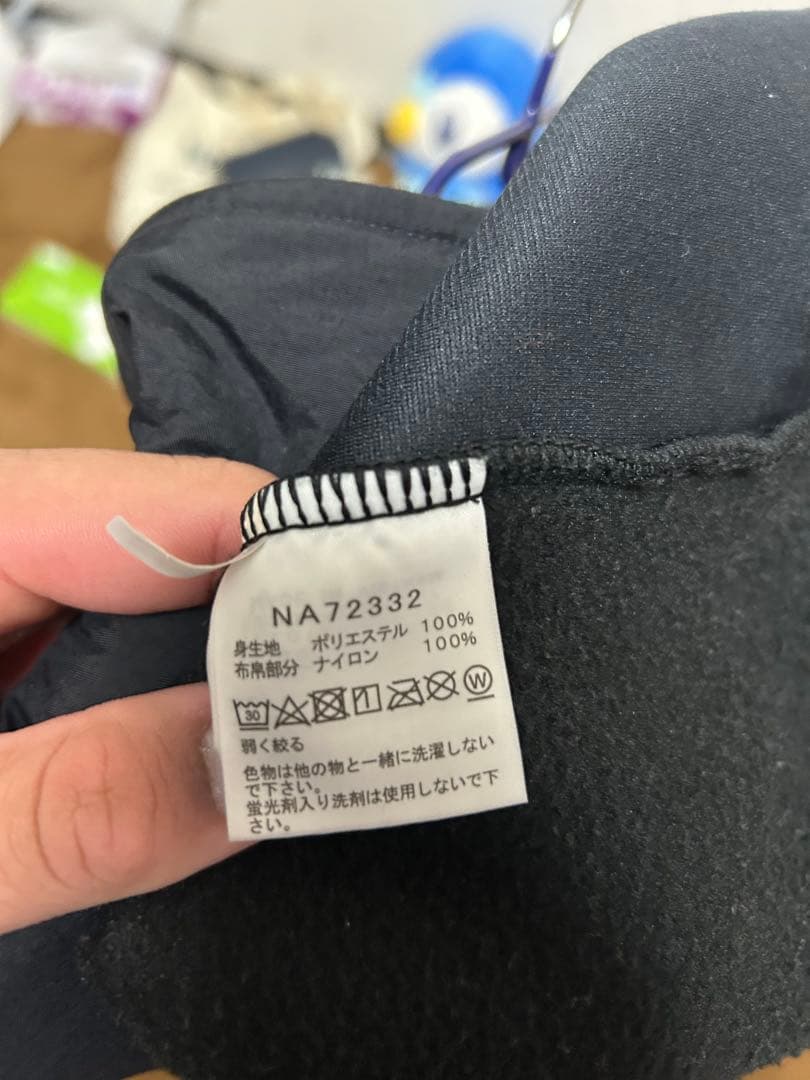 NA72332
身生地 ポリエステル 100%
布帛部分 ナイロン 100%
30 W
弱く絞る
色物は他の物と一緒に洗濯しない
で下さい。
蛍光剤入り洗剤は使用しないで下
さい。